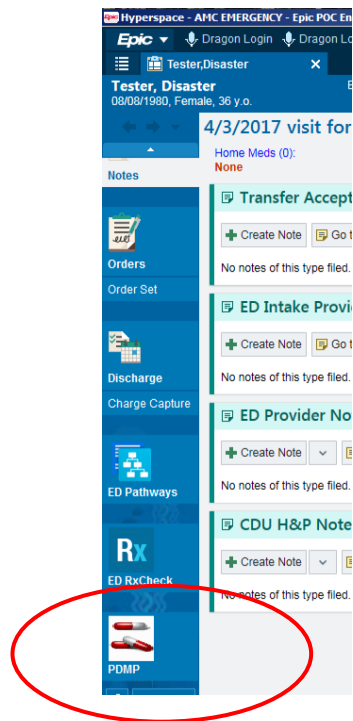 Hyperspace - AMC EMERGENCY - Epic POC En
Epic Dragon Login Dragon Lo
Tester,Disaster X
Tester, Disaster
08/08/1980, Female, 36 y.o.
4/3/2017 visit for
Home Meds (0):
None
Notes
Transfer Accept
Create Note Go t
No notes of this type filed.
Orders
Order Set
ED Intake Provi
Create Note Go t
No notes of this type filed.
Discharge
Charge Capture
ED Provider No
Create Note
No notes of this type filed.
ED Pathways
CDU H&P Note
Create Note
No notes of this type filed.
Rx
ED RxCheck
PDMP